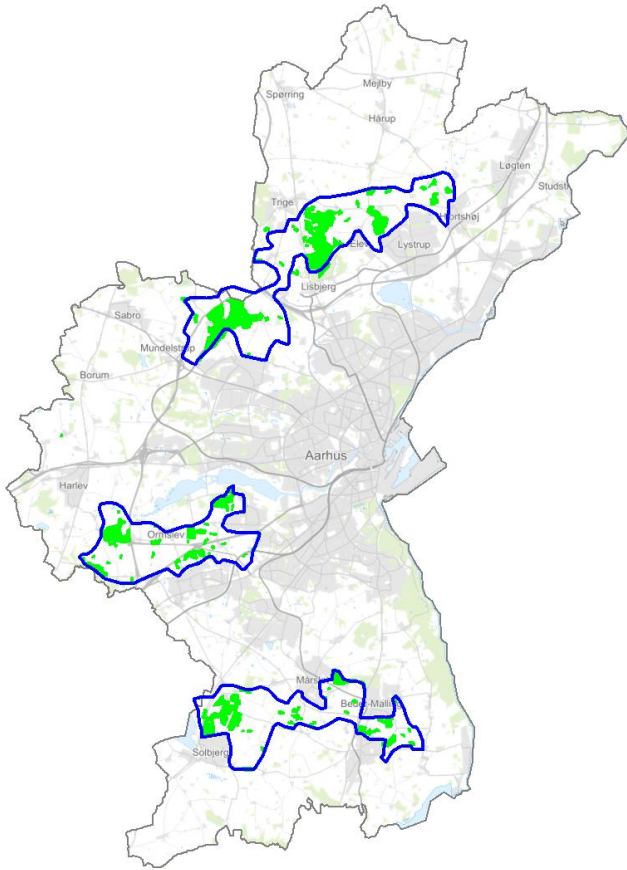 Mejlby
Spørring
Hårup
Løgten
Studst
Trige
Hjortshøj
Elev
Lystrup
Lisbjerg
Sabro
Mundelstrup
Borum
Aarhus
Harlev
Ormslev
Mårsl
Beder-Malling
Solbjerg